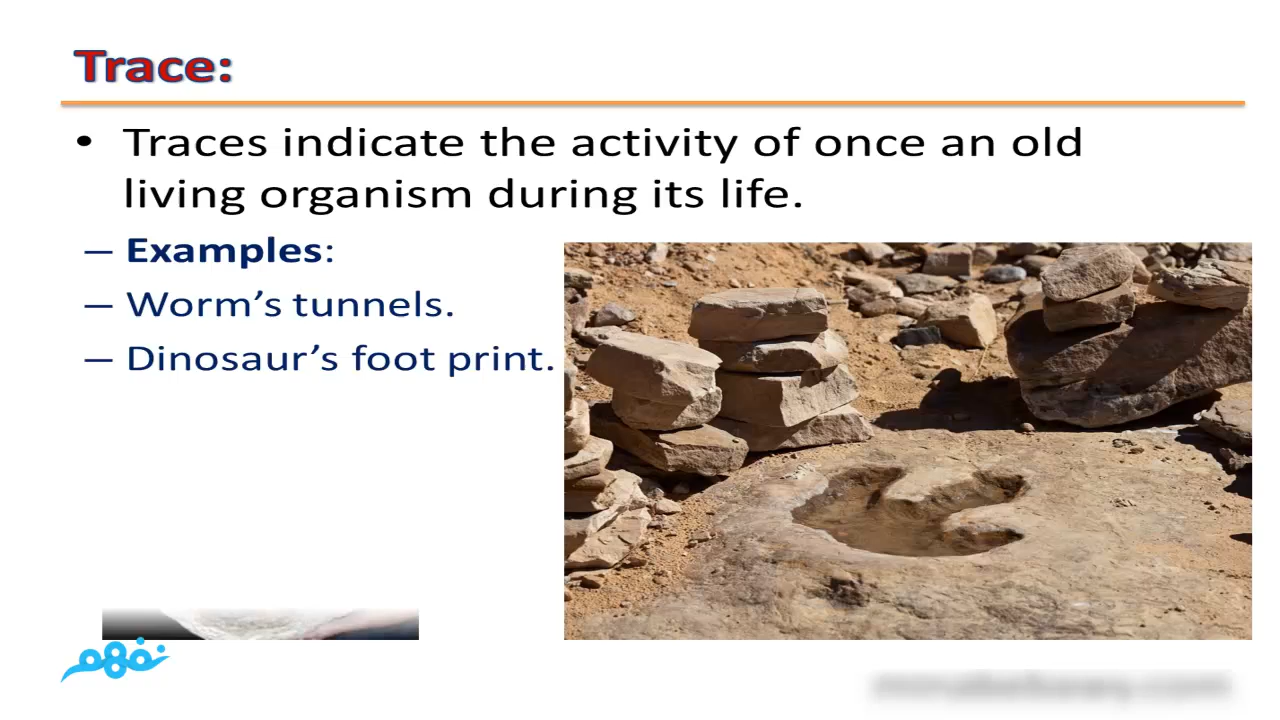 Trace:
• Traces indicate the activity of once an old
living organism during its life.
– Examples:
– Worm’s tunnels.
– Dinosaur’s foot print.
نفهم